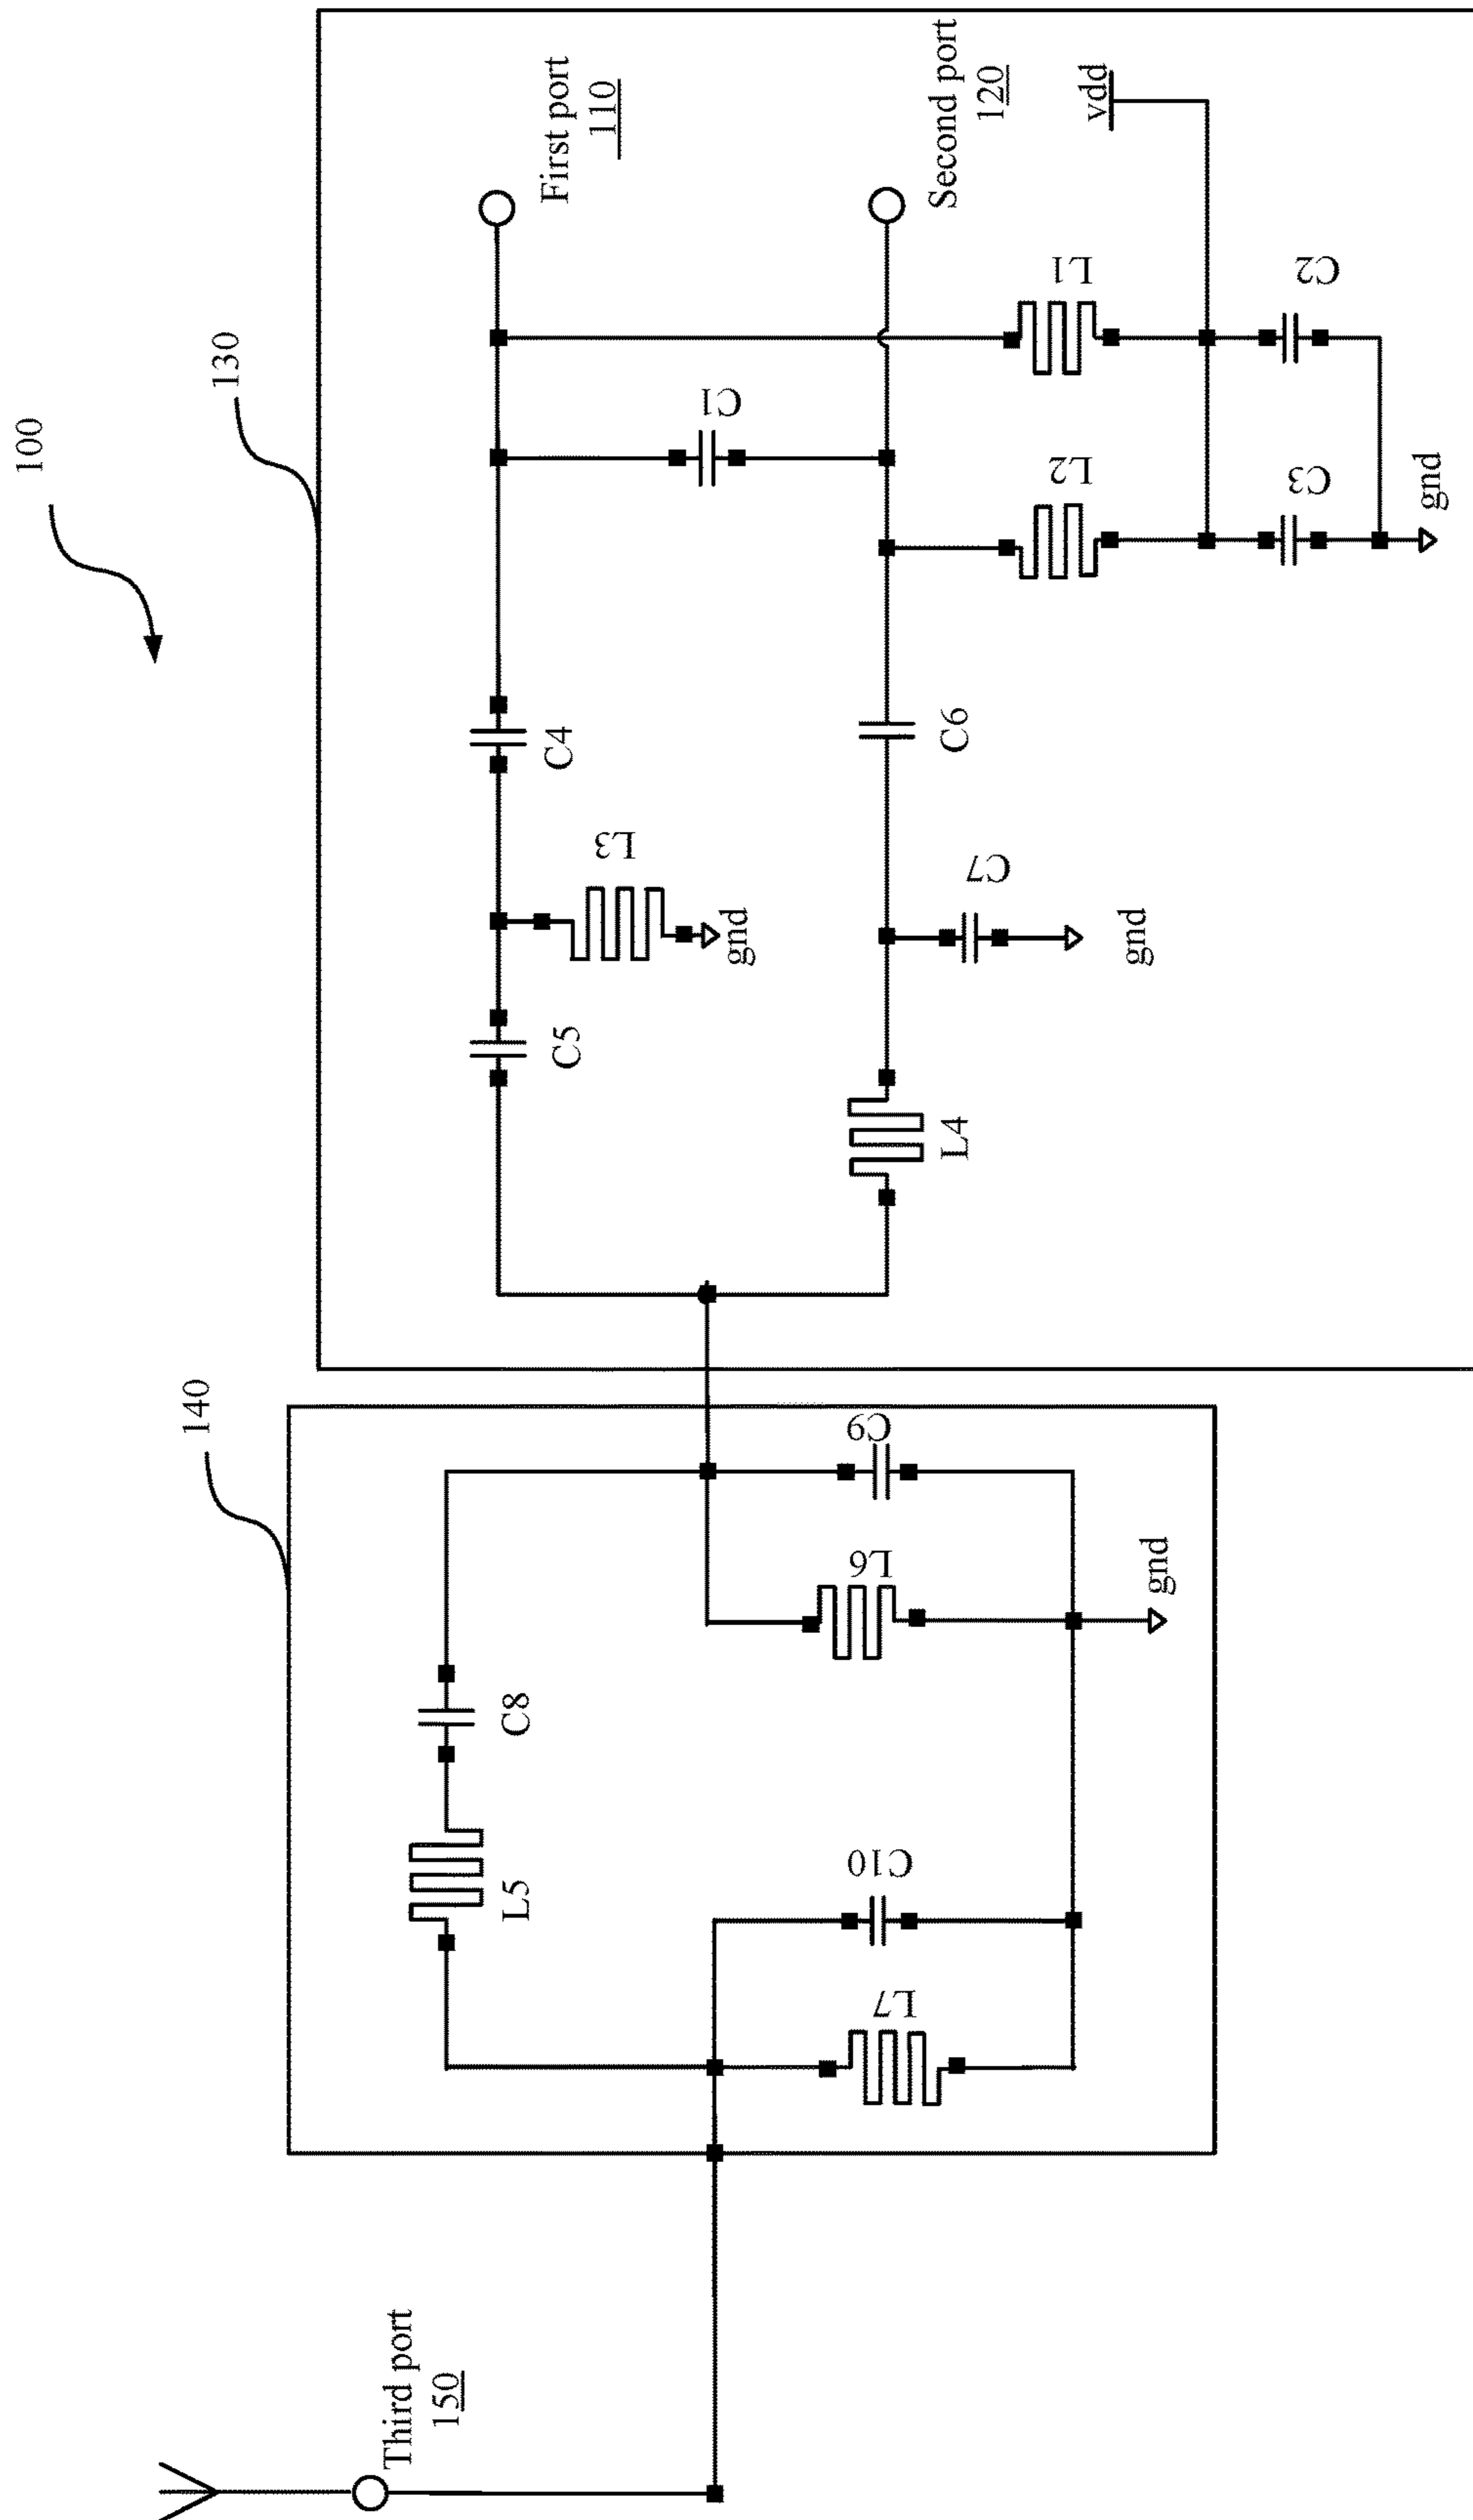 100
130
First port
110
Second port
120
vdd
L1
C2
C1
L2
C3
gnd
C4
C6
L3
gnd
C7
gnd
C5
L4
140
C9
L6
gnd
C8
L5
C10
L7
Third port
150